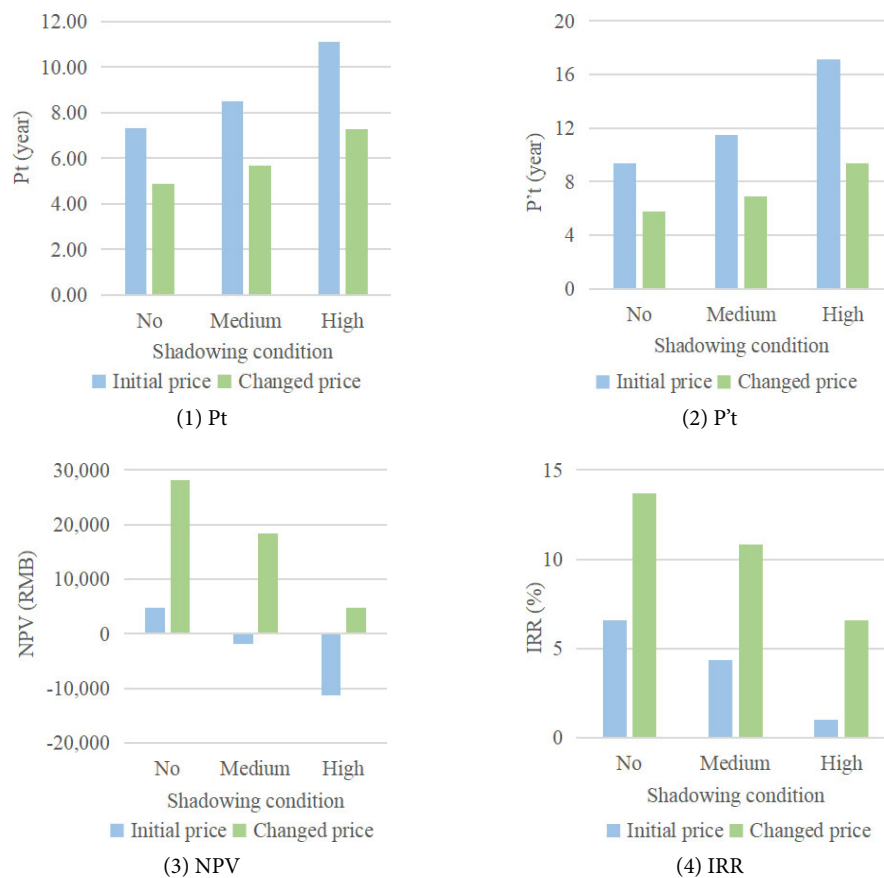 12.00
10.00
8.00
6.00
4.00
2.00
0.00
Pt (year)
No Medium High
Shadowing condition
Initial price Changed price
(1) Pt
20
16
12
8
4
0
P't (year)
No Medium High
Shadowing condition
Initial price Changed price
(2) P't
30,000
20,000
10,000
0
-10,000
-20,000
NPV (RMB)
No Medium High
Shadowing condition
Initial price Changed price
(3) NPV
15
10
5
0
IRR (%)
No Medium High
Shadowing condition
Initial price Changed price
(4) IRR